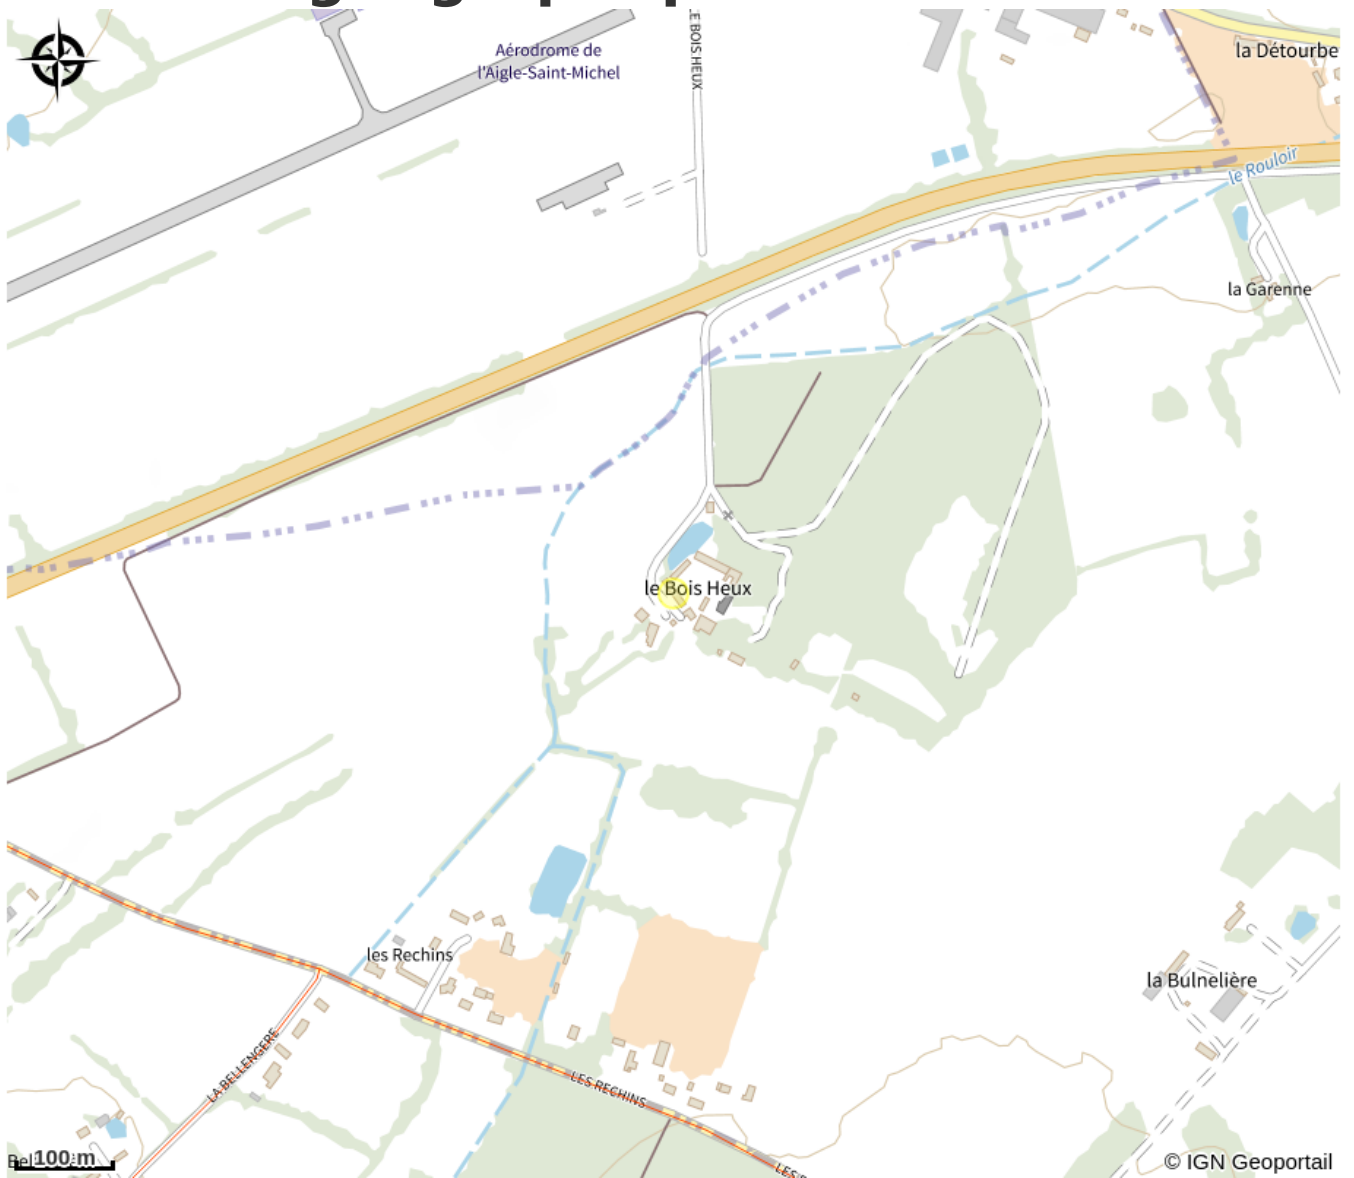 Aérodrome de
l'Aigle-Saint-Michel
LE BOIS HEUX
la Détourbe
le Rouloir
la Garenne
le Bois Heux
les Rechins
la Bulnelière
LA BELLENGERE
LES RECHINS
100 m
© IGN Geoportail